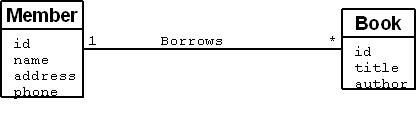 Member
id
name
address
phone
1 Borrows *
Book
id
title
author